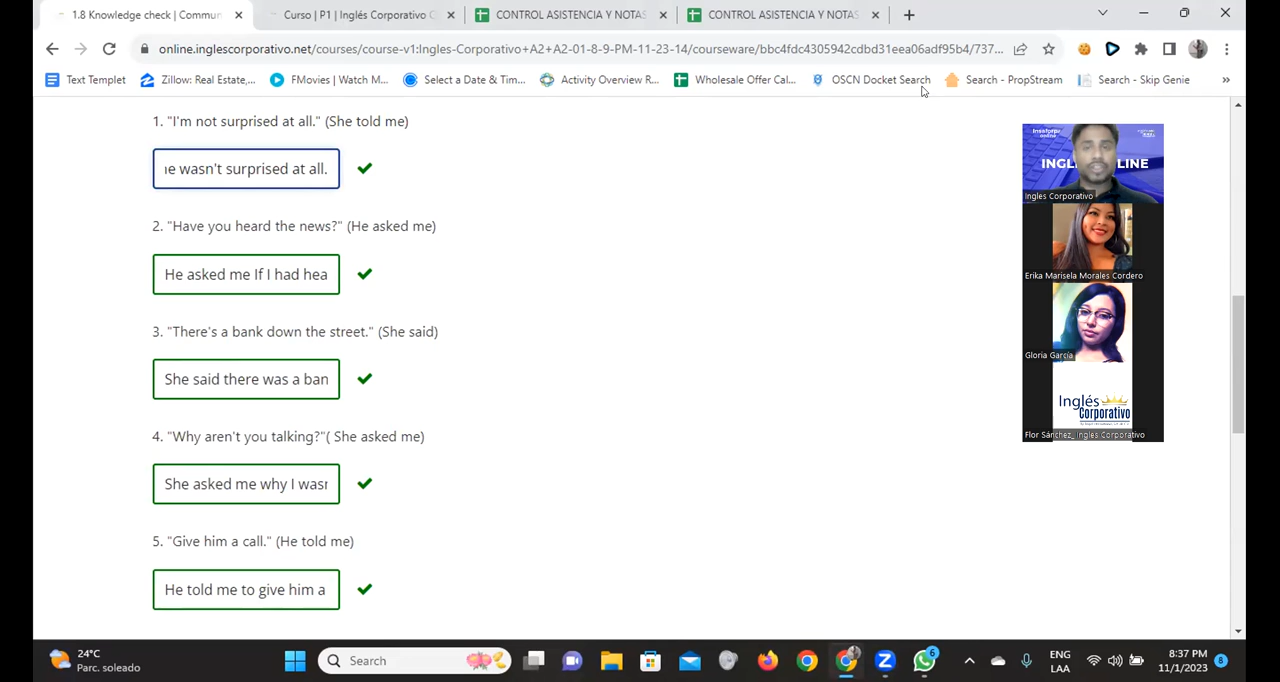 1.8 Knowledge check | Commun
Curso | P1 | Inglés Corporativo C
CONTROL ASISTENCIA Y NOTAS
CONTROL ASISTENCIA Y NOTAS
online.inglescorporativo.net/courses/course-v1:Ingles-Corporativo+A2+A2-01-8-9-PM-11-23-14/courseware/bbc4fdc4305942cdbd31eea06adf95b4/737...
Text Templet
Zillow: Real Estate,...
FMovies | Watch M...
Select a Date & Tim...
Activity Overview R...
Wholesale Offer Cal...
OSCN Docket Search
Search - PropStream
Search - Skip Genie
»
1. "I'm not surprised at all." (She told me)
e wasn't surprised at all.
2. "Have you heard the news?" (He asked me)
He asked me If I had hea
3. "There's a bank down the street." (She said)
She said there was a ban
4. "Why aren't you talking?"( She asked me)
She asked me why I wasn
5. "Give him a call." (He told me)
He told me to give him a
INGL
LINE
Ingles Corporativo
Erika Marisela Morales Cordero
Gloria García
Inglés
Corporativo
Flor Sánchez_Ingles Corporativo
24°C
Parc. soleado
Search
6
ENG
LAA
8:37 PM
11/1/2023
8